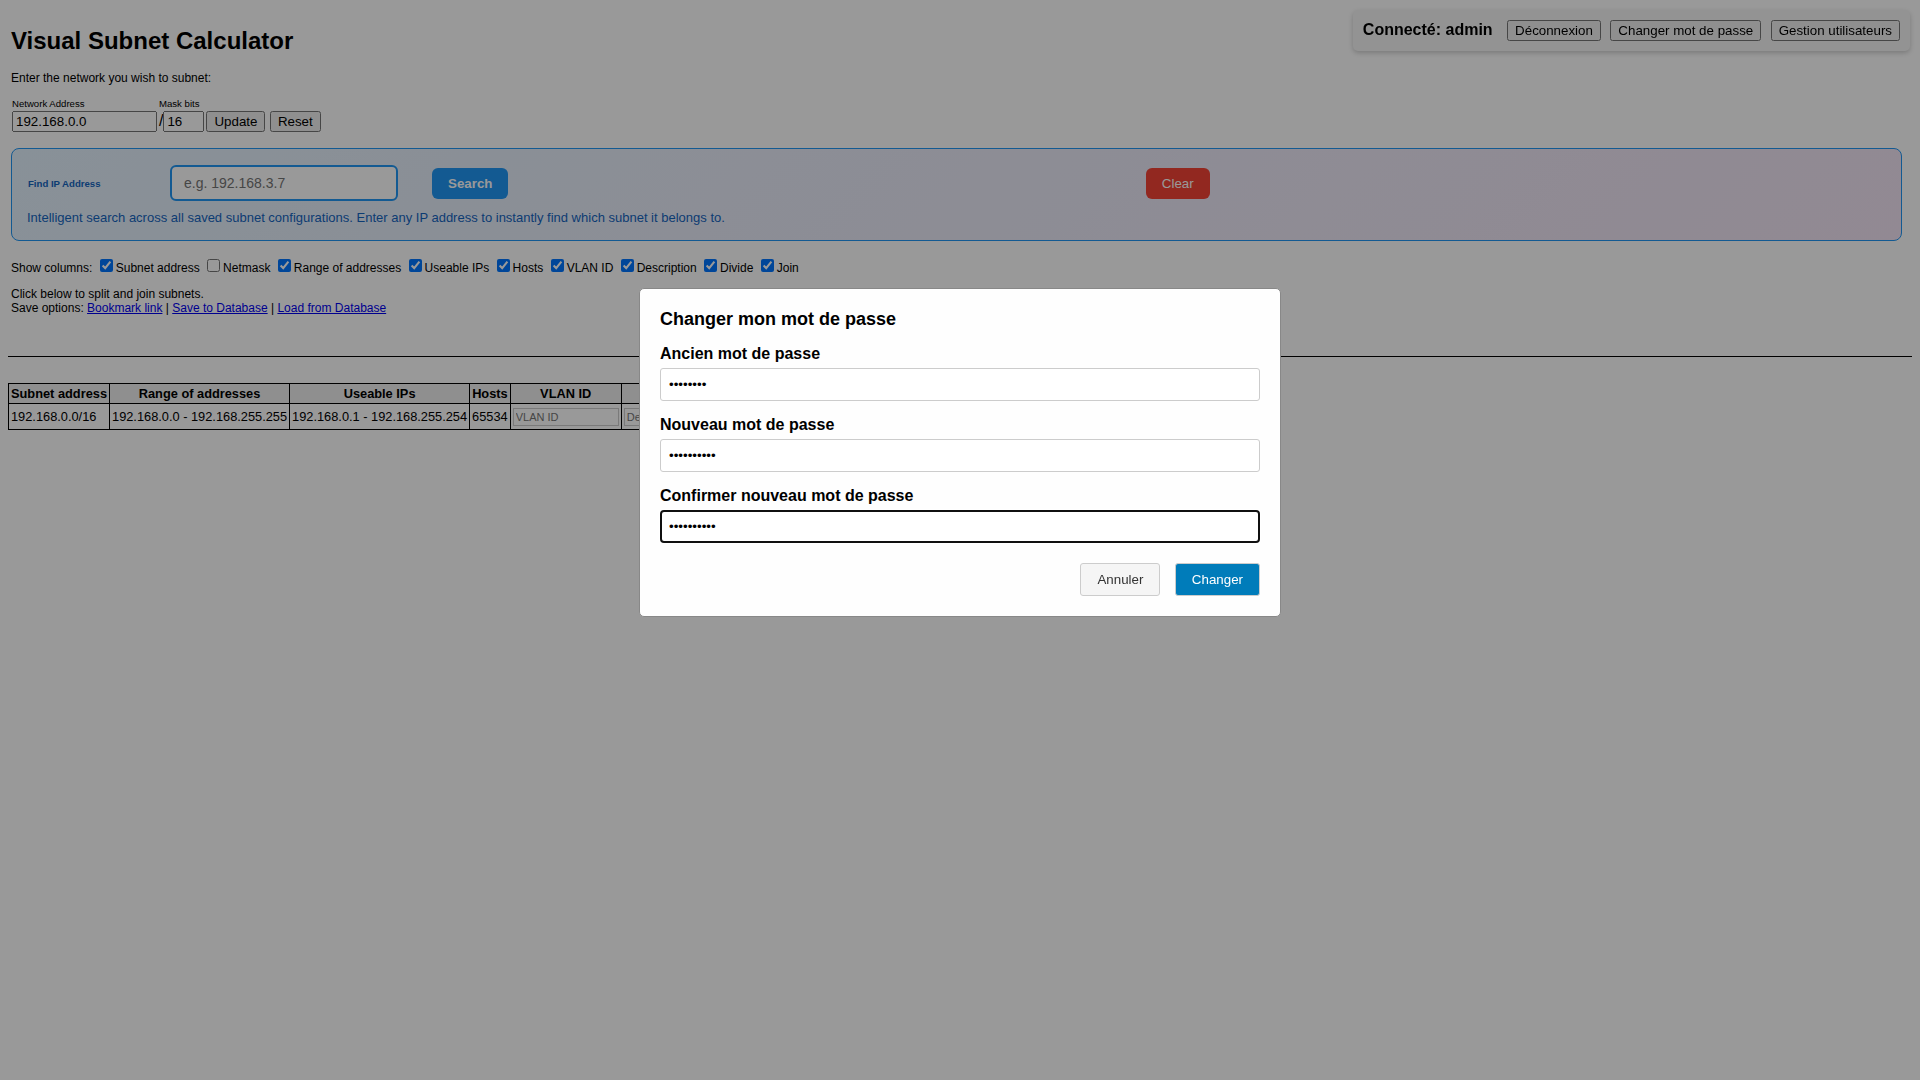 Visual Subnet Calculator
Connecté: admin Déconnexion Changer mot de passe Gestion utilisateurs
Enter the network you wish to subnet:
Network Address Mask bits
192.168.0.0 / 16 Update Reset
Find IP Address e.g. 192.168.3.7 Search Clear
Intelligent search across all saved subnet configurations. Enter any IP address to instantly find which subnet it belongs to.
Show columns: Subnet address Netmask Range of addresses Useable IPs Hosts VLAN ID Description Divide Join
Click below to split and join subnets.
Save options: Bookmark link | Save to Database | Load from Database
Subnet address Range of addresses Useable IPs Hosts VLAN ID
192.168.0.0/16 192.168.0.0 - 192.168.255.255 192.168.0.1 - 192.168.255.254 65534 VLAN ID De
Changer mon mot de passe
Ancien mot de passe
••••••••
Nouveau mot de passe
••••••••••
Confirmer nouveau mot de passe
••••••••••
Annuler Changer